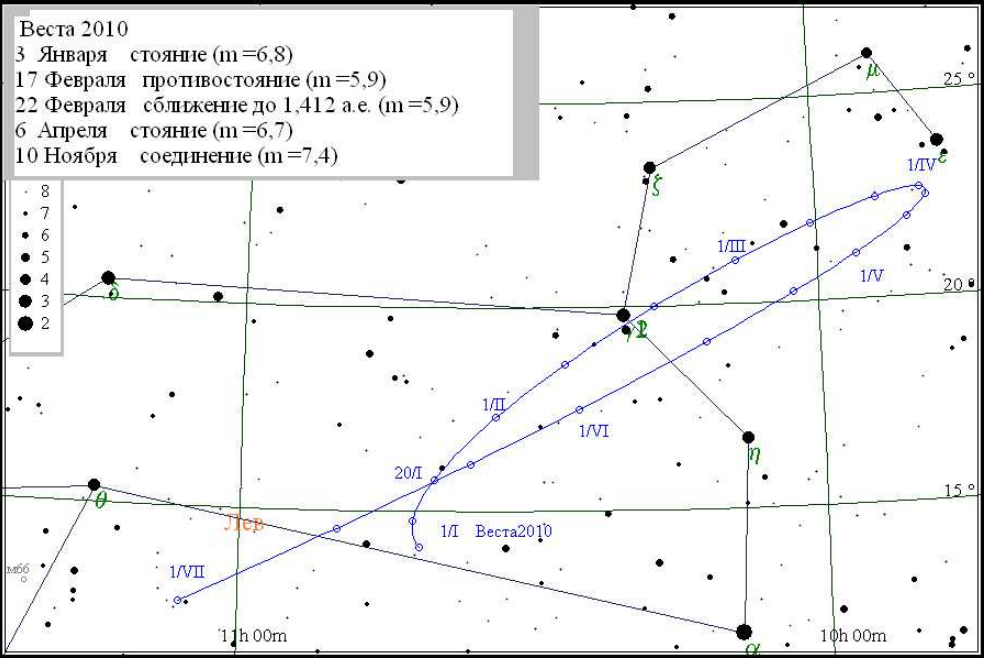 Веста 2010
3 Января стояние (m =6,8)
17 Февраля противостояние (m =5,9)
22 Февраля сближение до 1,412 а.е. (m =5,9)
6 Апреля стояние (m =6,7)
10 Ноября соединение (m =7,4)
μ
25 °
ε
1/IV
ζ
8
7
6
5
4
3
2
1/III
1/V
20 °
δ
1/II
1/VI
η
20/I
15 °
θ
Лев
1/I Веста2010
М66
1/VII
11h 00m
10h 00m
α